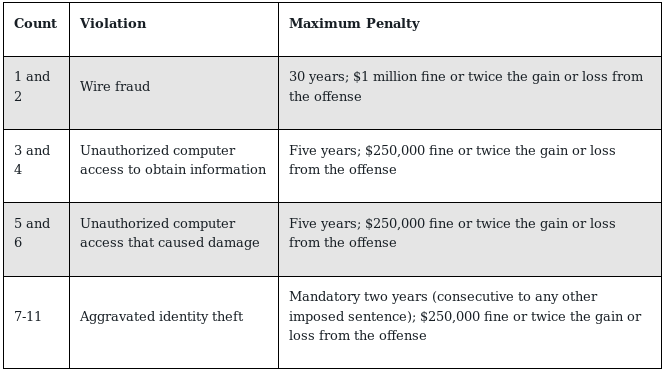 Count Violation Maximum Penalty
1 and
2
Wire fraud
30 years; $1 million fine or twice the gain or loss from
the offense
3 and
4
Unauthorized computer
access to obtain information
Five years; $250,000 fine or twice the gain or loss
from the offense
5 and
6
Unauthorized computer
access that caused damage
Five years; $250,000 fine or twice the gain or loss
from the offense
7-11
Aggravated identity theft
Mandatory two years (consecutive to any other
imposed sentence); $250,000 fine or twice the gain or
loss from the offense